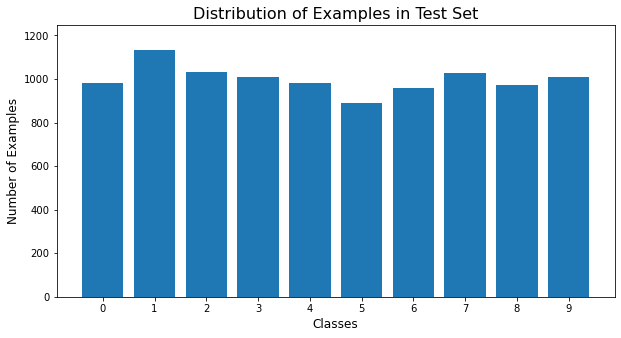 Distribution of Examples in Test Set
1200
1000
800
600
400
200
0
Number of Examples
0 1 2 3 4 5 6 7 8 9
Classes